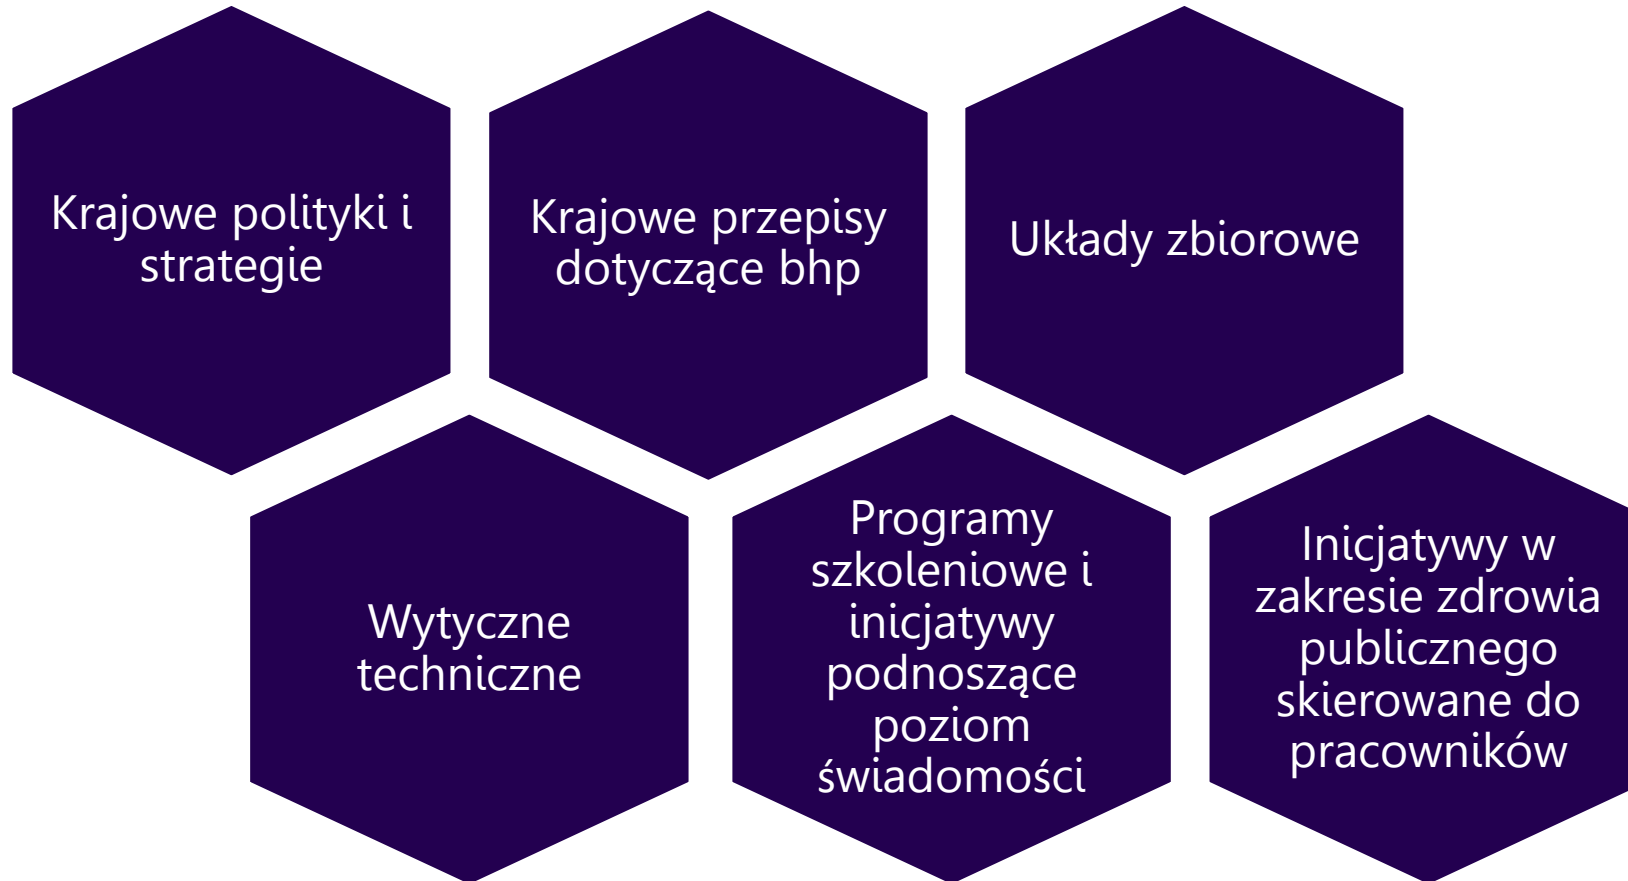 Krajowe polityki i
strategie
Krajowe przepisy
dotyczące bhp
Układy zbiorowe
Wytyczne
techniczne
Programy
szkoleniowe i
inicjatywy
podnoszące
poziom
świadomości
Inicjatywy w
zakresie zdrowia
publicznego
skierowane do
pracowników